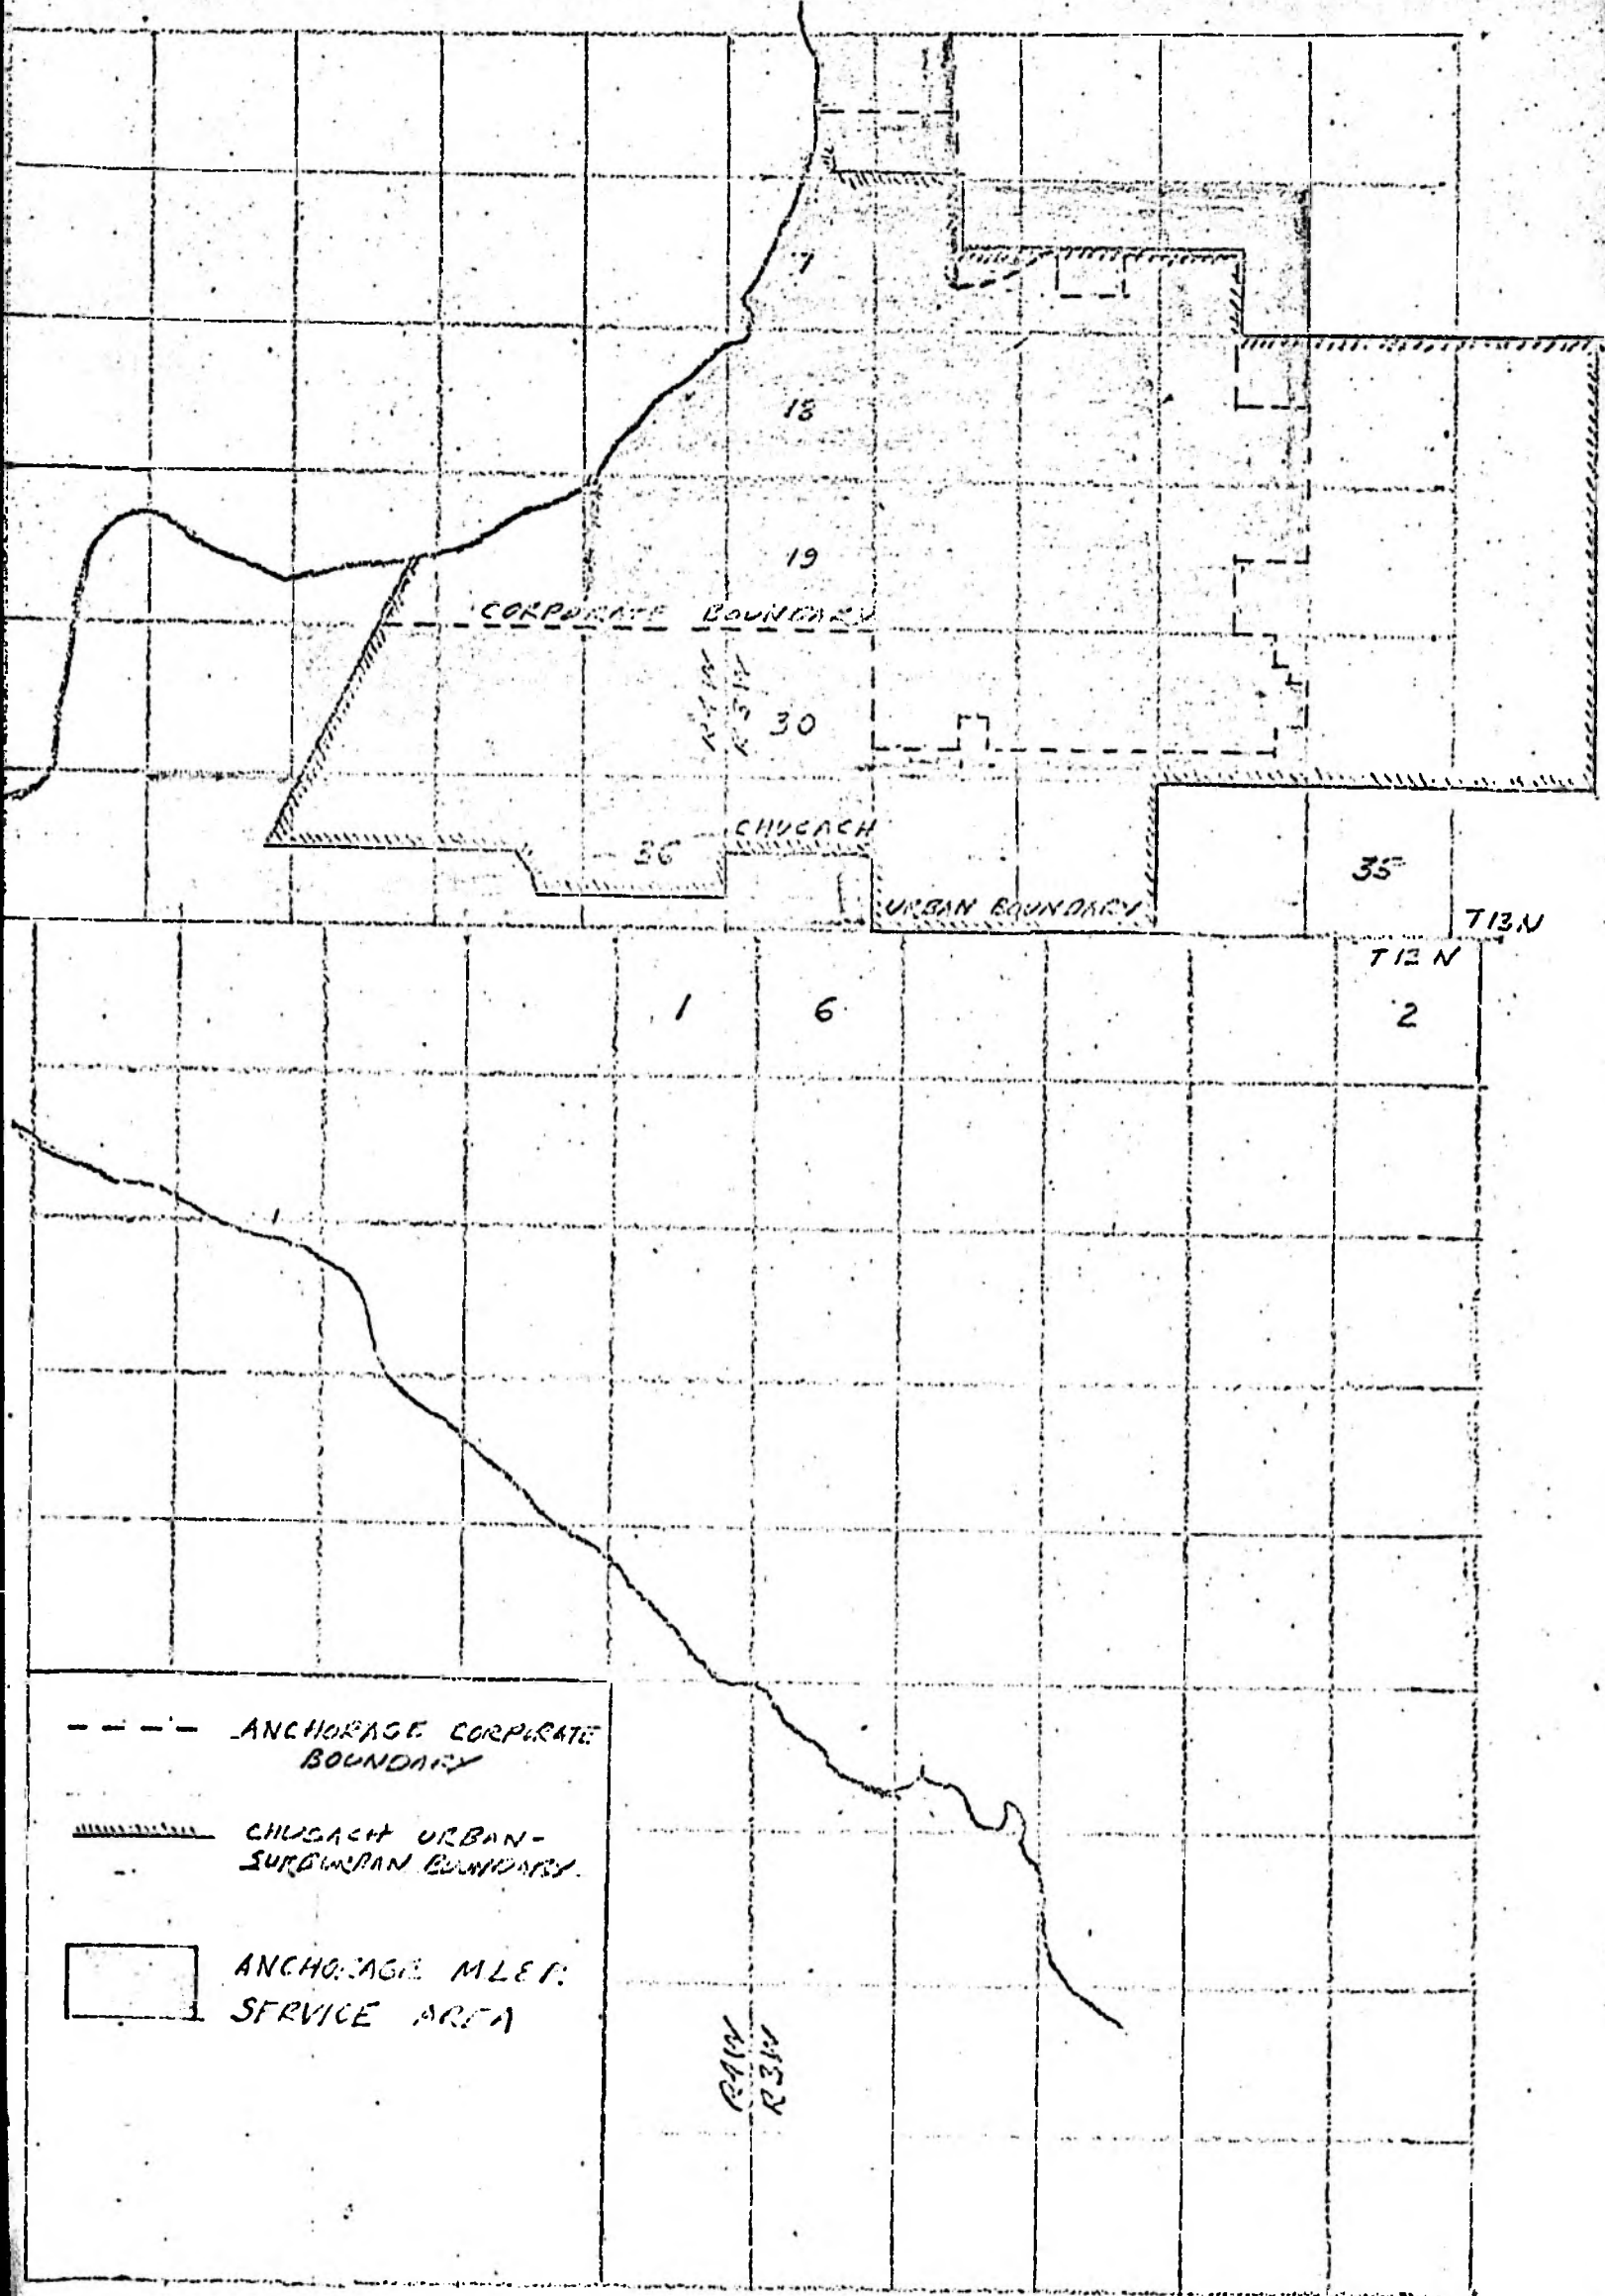 7
18
19
CORPORATE BOUNDARY
R4W
R3W
30
CHUGACH
36
35
URBAN BOUNDARY
T13N
T12N
1
6
2
ANCHORAGE CORPORATE
BOUNDARY
CHUGACH URBAN-
SUBURBAN BOUNDARY
ANCHORAGE ML&P
SERVICE AREA
R4W
R3W